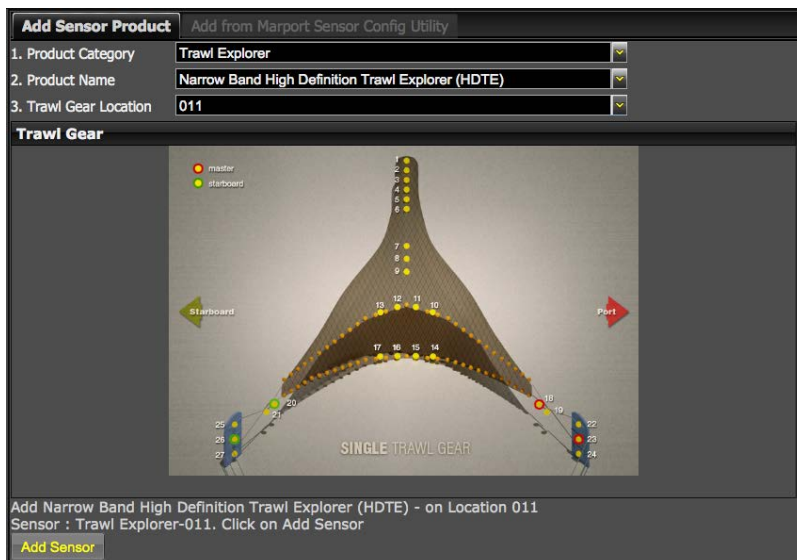 Add Sensor Product
Add from Marport Sensor Config Utility
1. Product Category
Trawl Explorer
2. Product Name
Narrow Band High Definition Trawl Explorer (HDTE)
3. Trawl Gear Location
011
Trawl Gear
master
starboard
1
2
3
4
5
6
7
8
9
13 12 11 10
Starboard
Port
17 16 15 14
20
21
18
19
25
26
27
22
23
24
SINGLE TRAWL GEAR
Add Narrow Band High Definition Trawl Explorer (HDTE) - on Location 011
Sensor : Trawl Explorer-011. Click on Add Sensor
Add Sensor